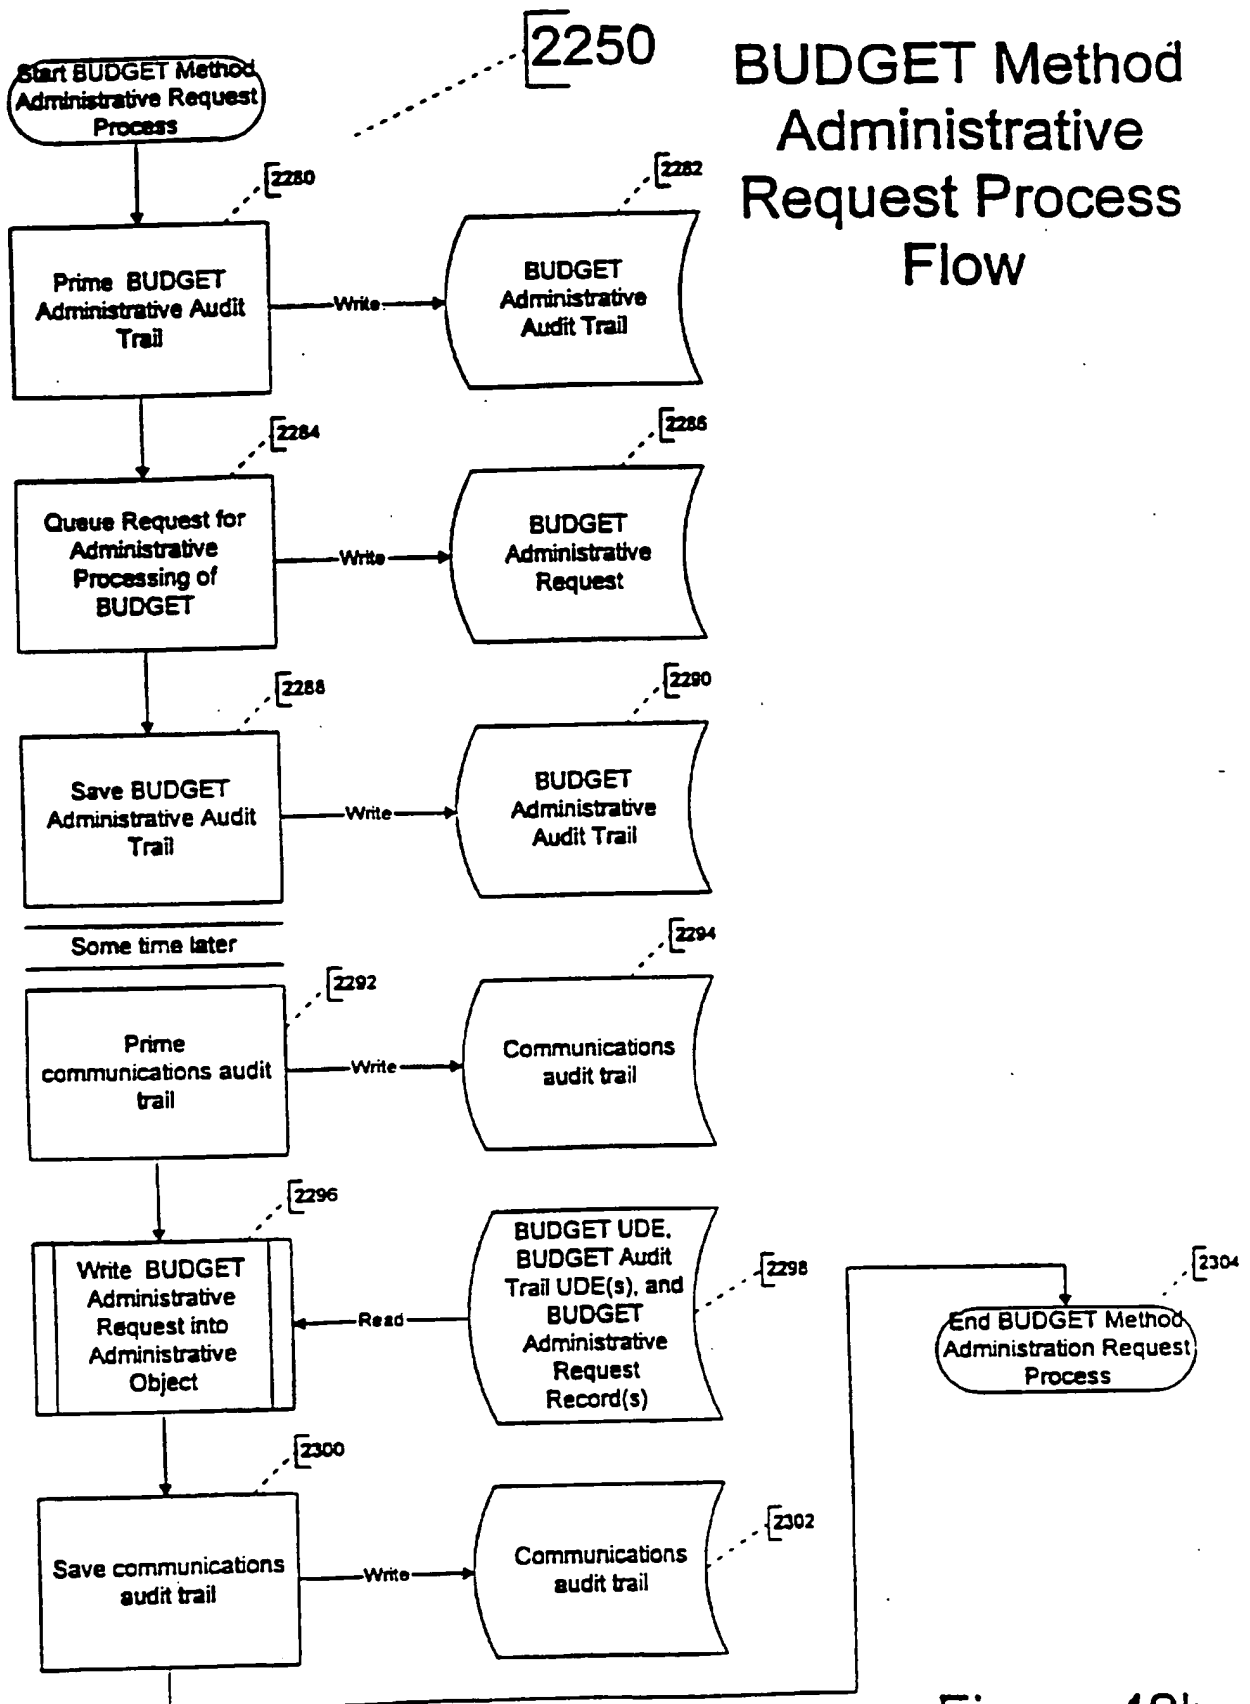 2250
BUDGET Method
Administrative
Request Process
Flow
Start BUDGET Method
Administrative Request
Process
2280
Prime BUDGET
Administrative Audit
Trail
Write
2282
BUDGET
Administrative
Audit Trail
2284
Queue Request for
Administrative
Processing of
BUDGET
Write
2286
BUDGET
Administrative
Request
2288
Save BUDGET
Administrative Audit
Trail
Write
2290
BUDGET
Administrative
Audit Trail
Some time later
2292
Prime
communications audit
trail
Write
2294
Communications
audit trail
2296
Write BUDGET
Administrative
Request into
Administrative
Object
Read
BUDGET UDE,
BUDGET Audit
Trail UDE(s), and
BUDGET
Administrative
Request
Record(s)
2298
2300
Save communications
audit trail
Write
Communications
audit trail
2302
2304
End BUDGET Method
Administration Request
Process